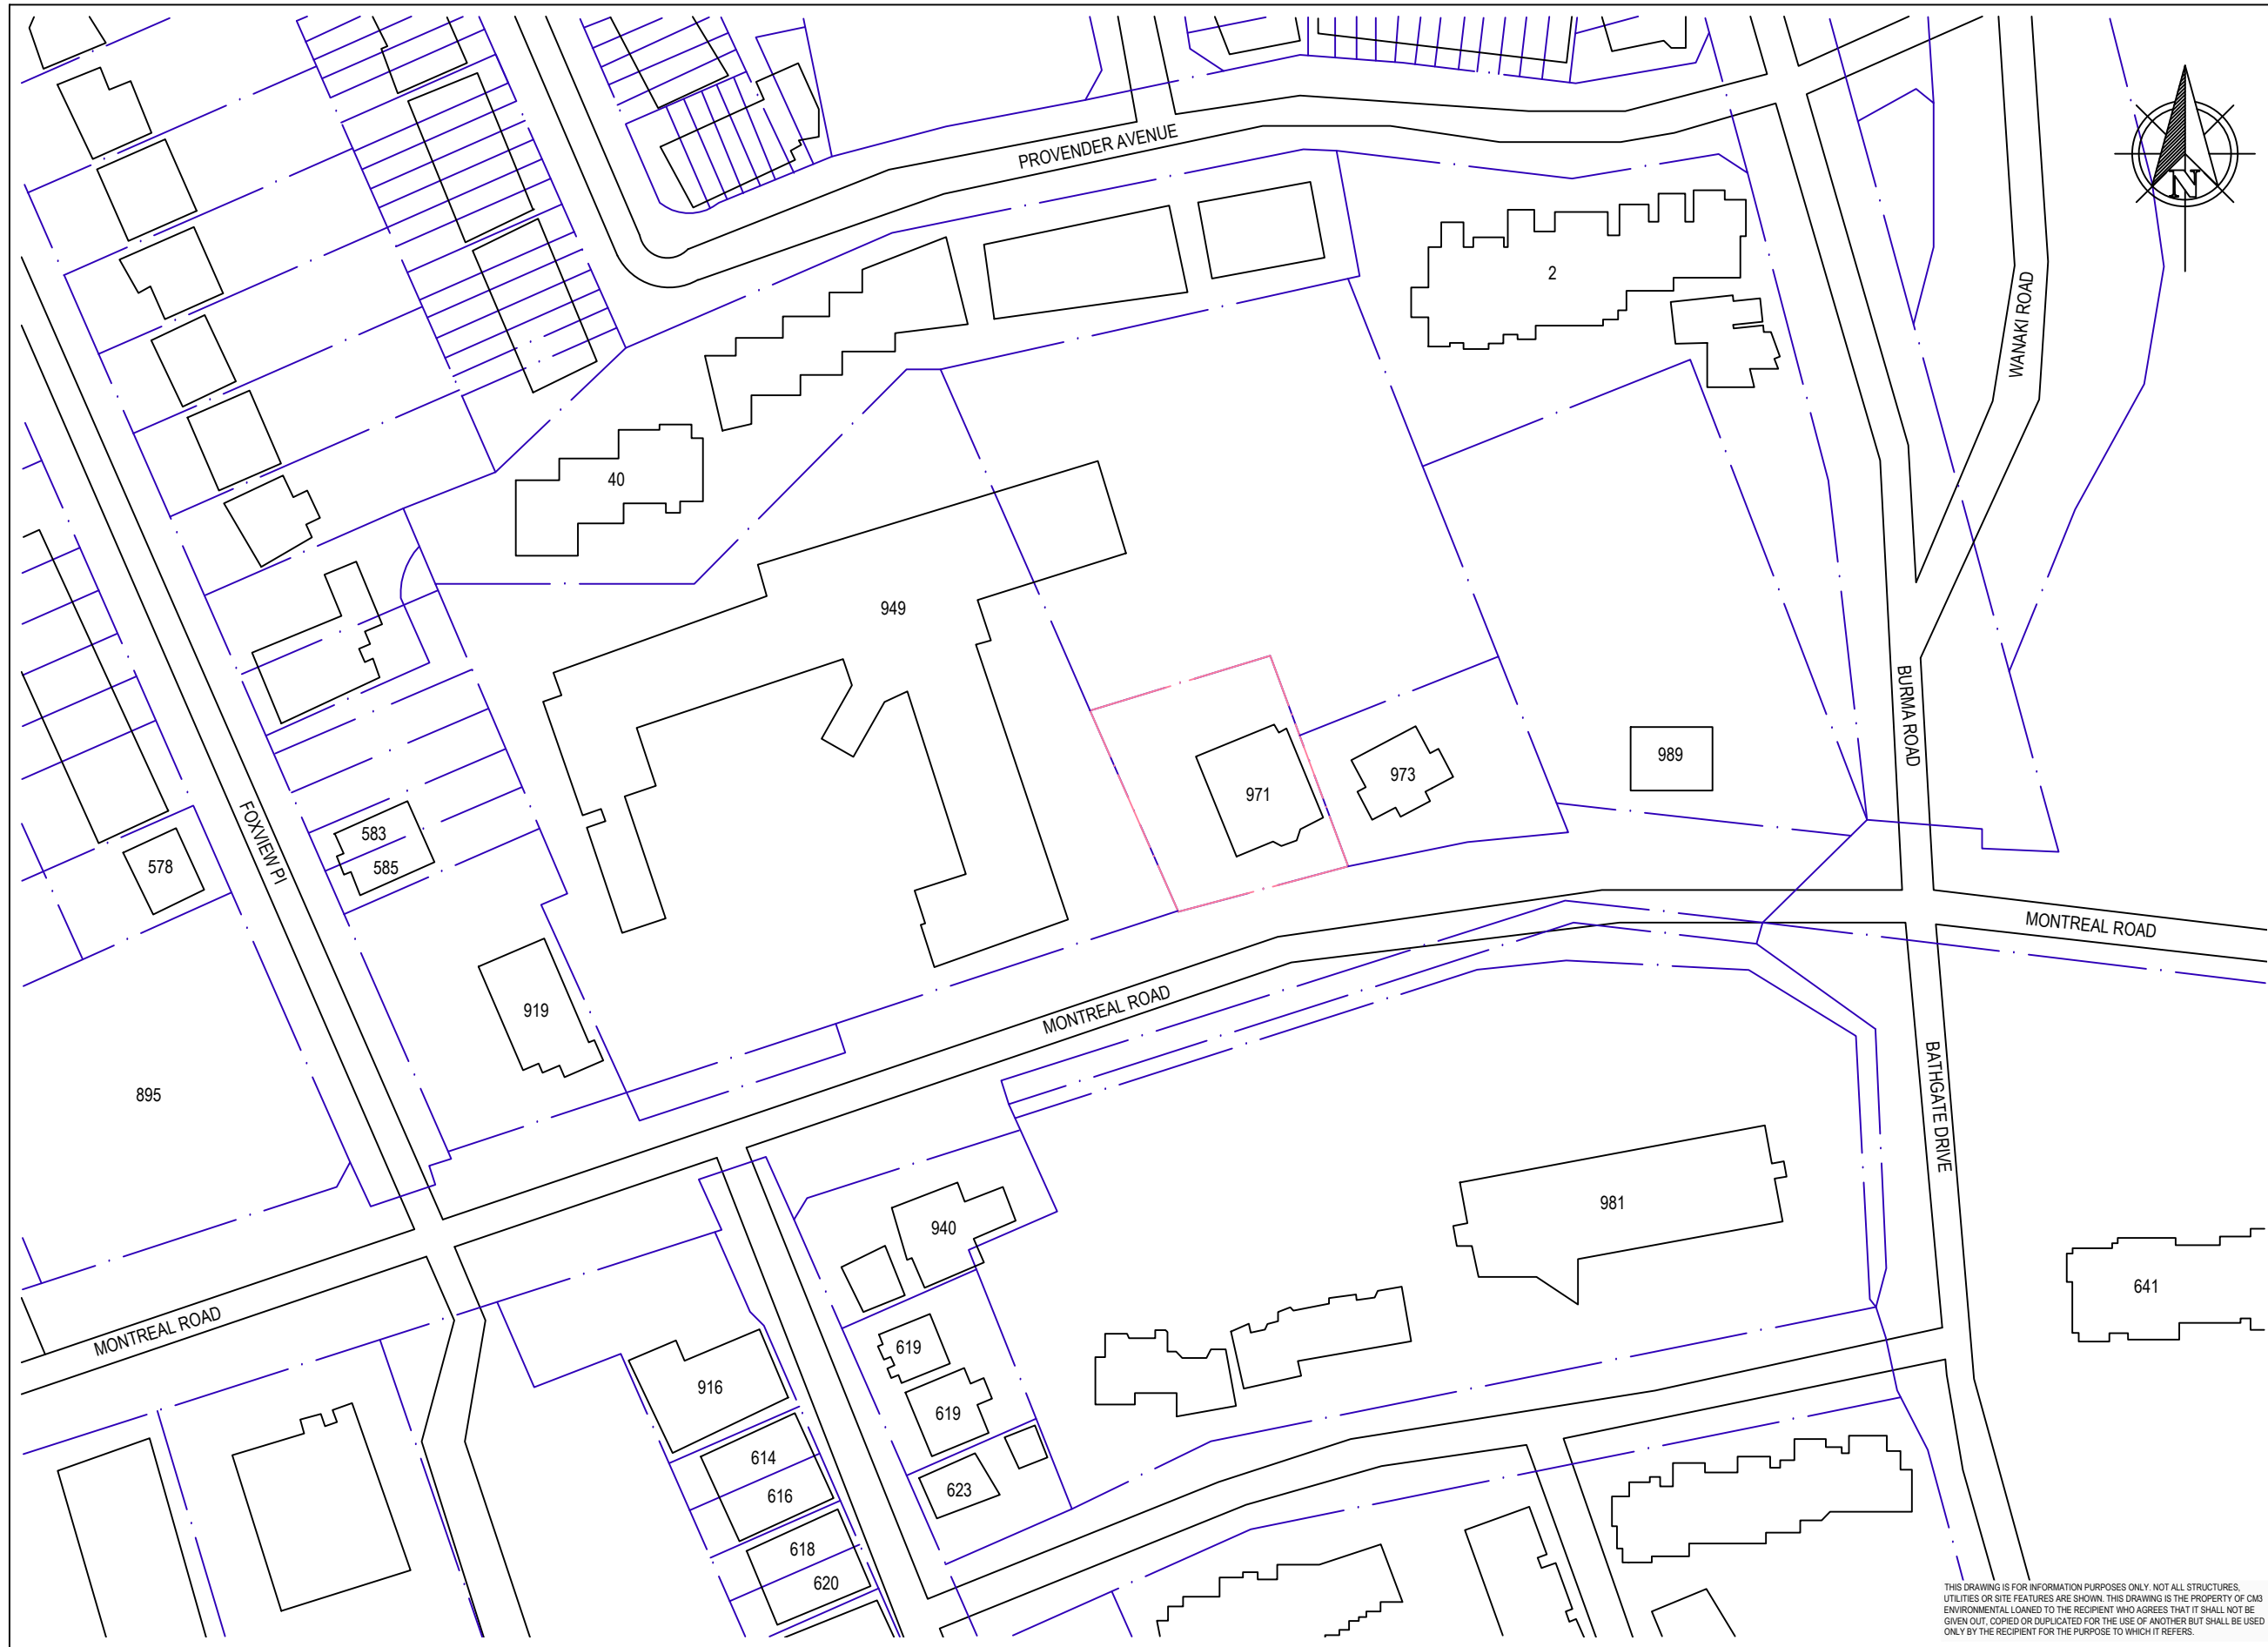 PROVENDER AVENUE
N
2
WANAKI ROAD
40
949
BURMA ROAD
989
973
971
FOXVIEW Pl
583
585
578
MONTREAL ROAD
919
MONTREAL ROAD
BATHGATE DRIVE
895
981
940
641
MONTREAL ROAD
619
916
619
614
616
623
618
620
THIS DRAWING IS FOR INFORMATION PURPOSES ONLY. NOT ALL STRUCTURES,
UTILITIES OR SITE FEATURES ARE SHOWN. THIS DRAWING IS THE PROPERTY OF CM3
ENVIRONMENTAL LOANED TO THE RECIPIENT WHO AGREES THAT IT SHALL NOT BE
GIVEN OUT, COPIED OR DUPLICATED FOR THE USE OF ANOTHER BUT SHALL BE USED
ONLY BY THE RECIPIENT FOR THE PURPOSE TO WHICH IT REFERS.